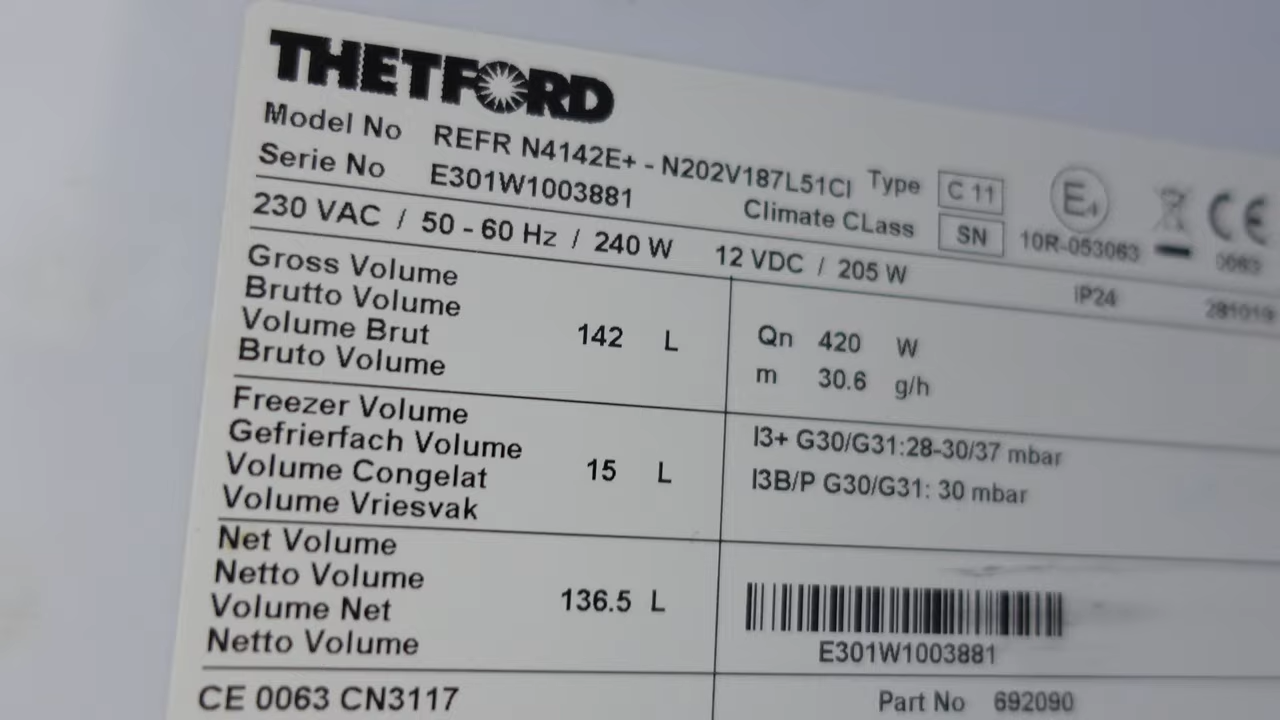 THETFORD
Model No REFR N4142E+ - N202V187L51CI Type C 11
Serie No E301W1003881 Climate CLass SN
E+
10R-053063
CE
0063
230 VAC / 50 - 60 Hz / 240 W 12 VDC / 205 W IP24
Gross Volume
Brutto Volume
Volume Brut
Bruto Volume
142 L
Qn 420 W
m 30.6 g/h
Freezer Volume
Gefrierfach Volume
Volume Congelat
Volume Vriesvak
15 L
I3+ G30/G31:28-30/37 mbar
I3B/P G30/G31: 30 mbar
Net Volume
Netto Volume
Volume Net
Netto Volume
136.5 L
E301W1003881
CE 0063 CN3117
Part No 692090